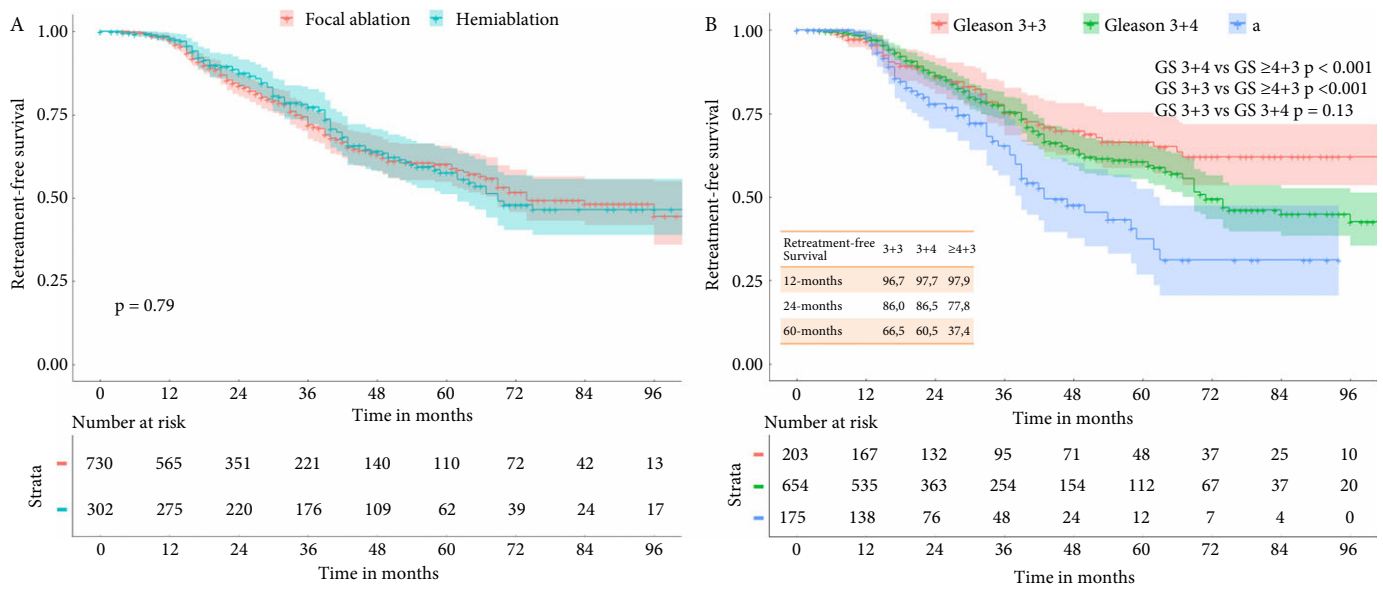 A
Focal ablation Hemiablation
Retreatment-free survival
1.00
0.75
0.50
0.25
0.00
p = 0.79
0 12 24 36 48 60 72 84 96
Time in months
Number at risk
Strata
730 565 351 221 140 110 72 42 13
302 275 220 176 109 62 39 24 17
0 12 24 36 48 60 72 84 96
Time in months
B
Gleason 3+3 Gleason 3+4 a
GS 3+4 vs GS ≥4+3 p < 0.001
GS 3+3 vs GS ≥4+3 p <0.001
GS 3+3 vs GS 3+4 p = 0.13
Retreatment-free survival
1.00
0.75
0.50
0.25
0.00
Retreatment-free
Survival 3+3 3+4 ≥4+3
12-months 96,7 97,7 97,9
24-months 86,0 86,5 77,8
60-months 66,5 60,5 37,4
0 12 24 36 48 60 72 84 96
Time in months
Number at risk
Strata
203 167 132 95 71 48 37 25 10
654 535 363 254 154 112 67 37 20
175 138 76 48 24 12 7 4 0
0 12 24 36 48 60 72 84 96
Time in months